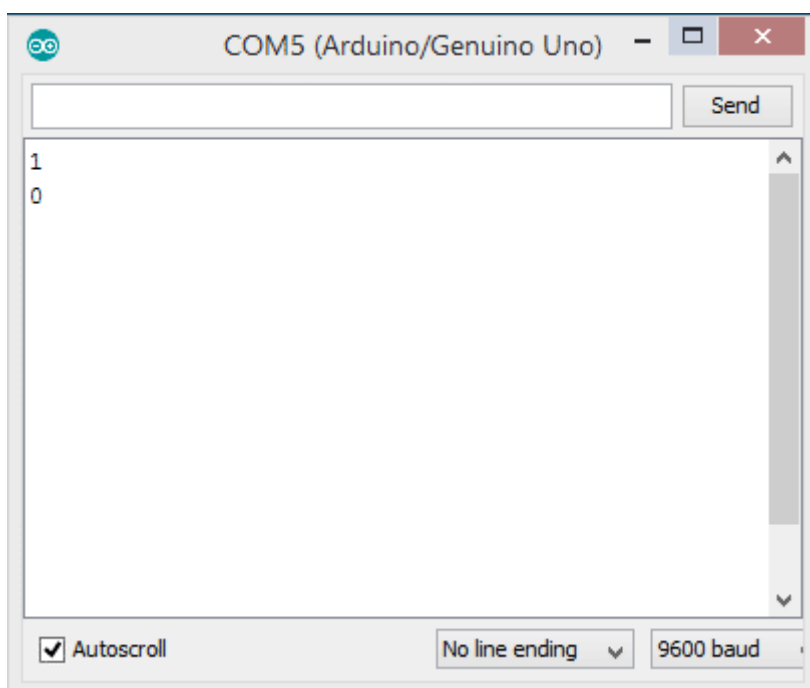 COM5 (Arduino/Genuino Uno)
Send
1
0
Autoscroll
No line ending
9600 baud